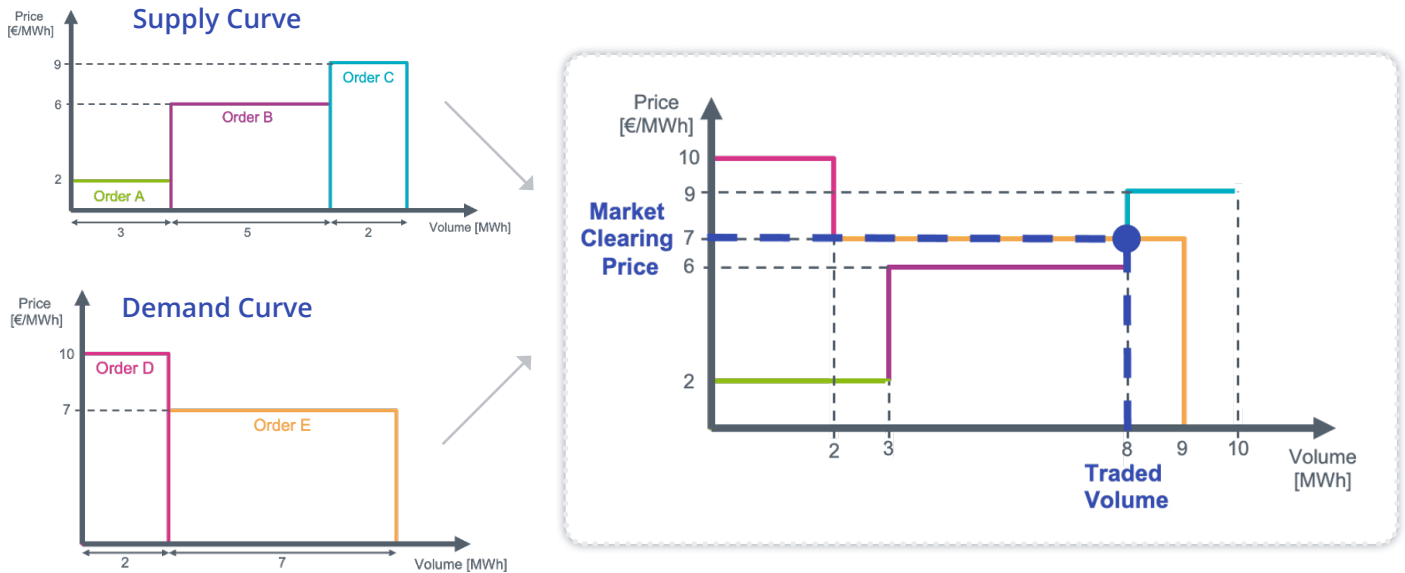 Supply Curve
Price
[€/MWh]
9
6
2
Order A
Order B
Order C
3
5
2
Volume [MWh]
Demand Curve
Price
[€/MWh]
10
7
Order D
Order E
2
7
Volume [MWh]
Price
[€/MWh]
10
9
7
6
2
Market
Clearing
Price
2
3
8
9
10
Volume
[MWh]
Traded
Volume